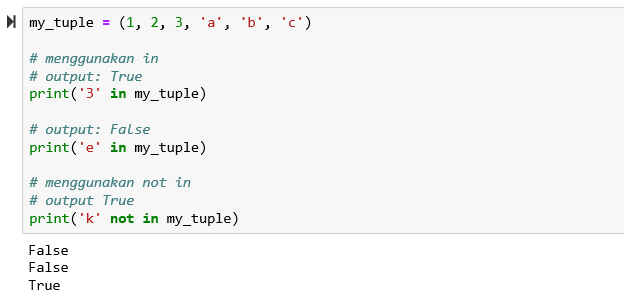 my_tuple = (1, 2, 3, 'a', 'b', 'c')
# menggunakan in
# output: True
print('3' in my_tuple)
# output: False
print('e' in my_tuple)
# menggunakan not in
# output True
print('k' not in my_tuple)
False
False
True